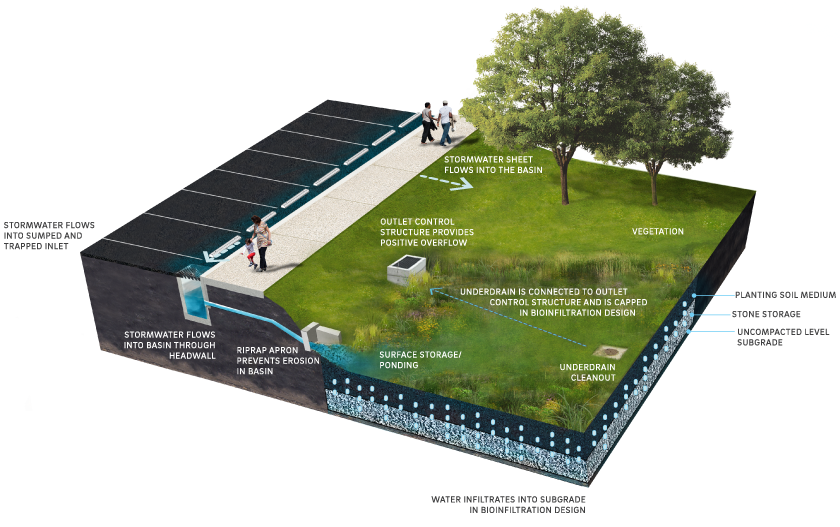 STORMWATER SHEET
FLOWS INTO THE BASIN
STORMWATER FLOWS
INTO SUMPED AND
TRAPPED INLET
OUTLET CONTROL
STRUCTURE PROVIDES
POSITIVE OVERFLOW
VEGETATION
UNDERDRAIN IS CONNECTED TO OUTLET
CONTROL STRUCTURE AND IS CAPPED
IN BIOINFILTRATION DESIGN
PLANTING SOIL MEDIUM
STONE STORAGE
UNCOMPACTED LEVEL
SUBGRADE
STORMWATER FLOWS
INTO BASIN THROUGH
HEADWALL
RIPRAP APRON
PREVENTS EROSION
IN BASIN
SURFACE STORAGE/
PONDING
UNDERDRAIN
CLEANOUT
WATER INFILTRATES INTO SUBGRADE
IN BIOINFILTRATION DESIGN